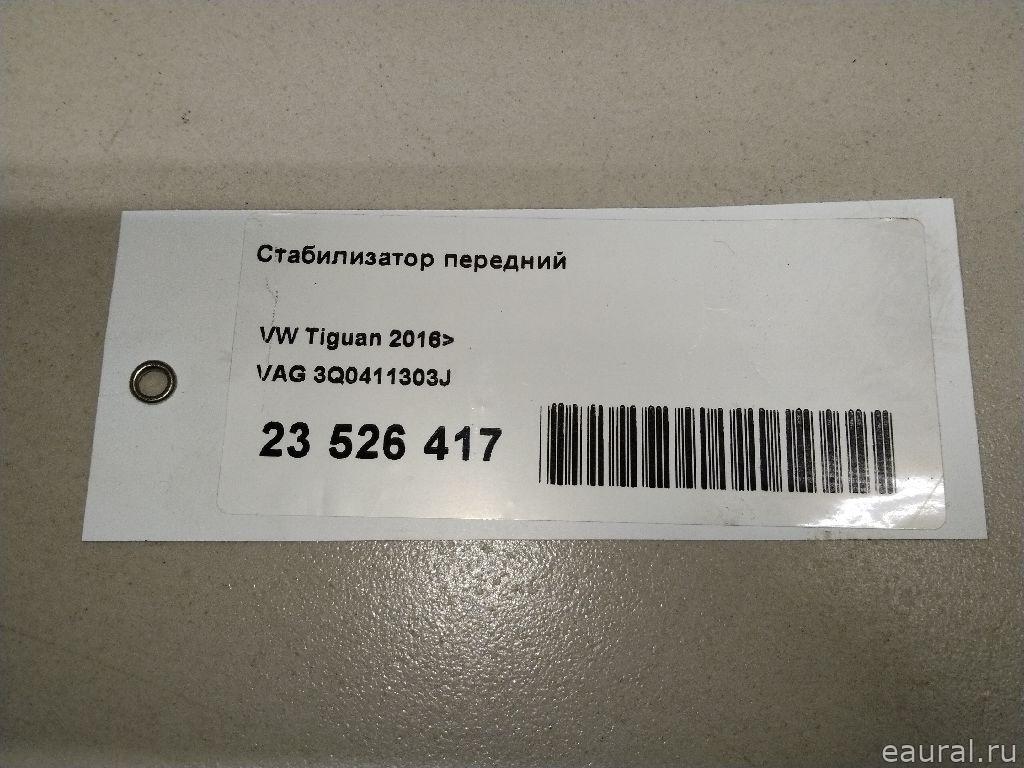 Стабилизатор передний
VW Tiguan 2016>
VAG 3Q0411303J
23 526 417
eaural.ru